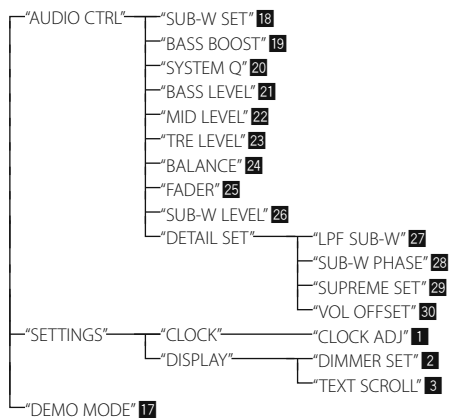 “AUDIO CTRL” “SUB-W SET” 18
“BASS BOOST” 19
“SYSTEM Q” 20
“BASS LEVEL” 21
“MID LEVEL” 22
“TRE LEVEL” 23
“BALANCE” 24
“FADER” 25
“SUB-W LEVEL” 26
“DETAIL SET” “LPF SUB-W” 27
“SUB-W PHASE” 28
“SUPREME SET” 29
“VOL OFFSET” 30
“SETTINGS” “CLOCK” “CLOCK ADJ” 1
“DISPLAY” “DIMMER SET” 2
“TEXT SCROLL” 3
“DEMO MODE” 17